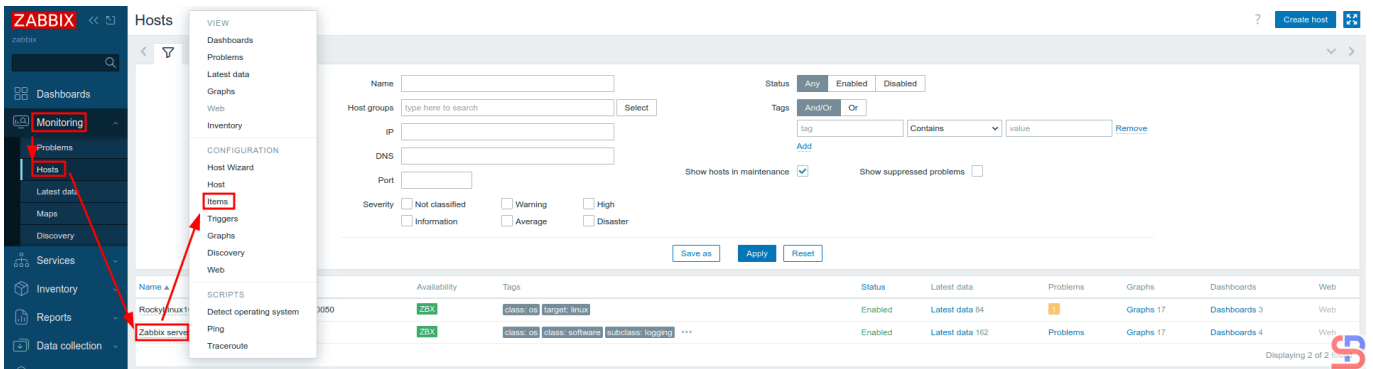 ZABBIX
zabbix
Dashboards
Monitoring
Problems
Hosts
Latest data
Maps
Discovery
Services
Inventory
Reports
Data collection
Hosts
? Create host
VIEW
Dashboards
Problems
Latest data
Graphs
Web
Inventory
CONFIGURATION
Host Wizard
Host
Items
Triggers
Graphs
Discovery
Web
SCRIPTS
Detect operating system
Ping
Traceroute
Name
Host groups type here to search Select
IP
DNS
Port
Severity Not classified Warning High
Information Average Disaster
Status Any Enabled Disabled
Tags And/Or Or
tag Contains value Remove
Add
Show hosts in maintenance Show suppressed problems
Save as Apply Reset
Name Availability Tags Status Latest data Problems Graphs Dashboards Web
0050 ZBX class: os target: linux Enabled Latest data 84 1 Graphs 17 Dashboards 3 Web
Zabbix serve ZBX class: os class: software subclass: logging ••• Enabled Latest data 162 Problems Graphs 17 Dashboards 4 Web
Displaying 2 of 2